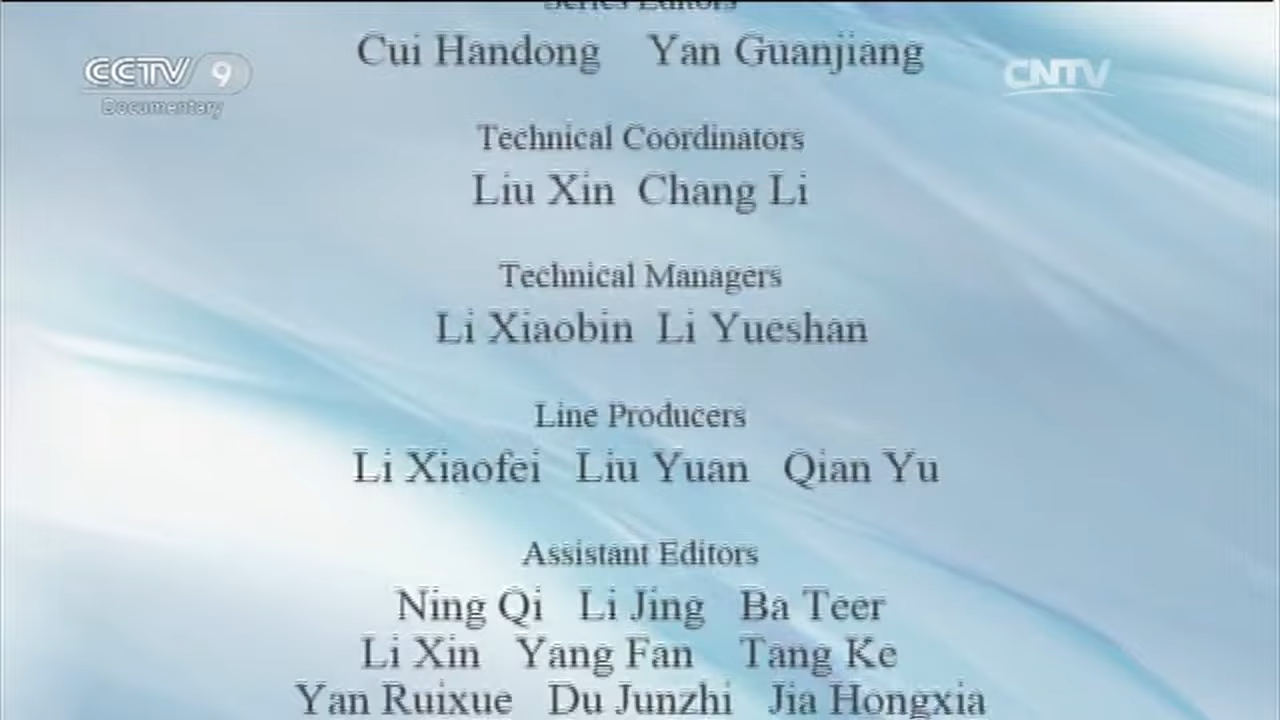 Series Editors
Cui Handong Yan Guanjiang
CCTV 9
Documentary
CNTV
Technical Coordinators
Liu Xin Chang Li
Technical Managers
Li Xiaobin Li Yueshan
Line Producers
Li Xiaofei Liu Yuan Qian Yu
Assistant Editors
Ning Qi Li Jing Ba Teer
Li Xin Yang Fan Tang Ke
Yan Ruixue Du Junzhi Jia Hongxia